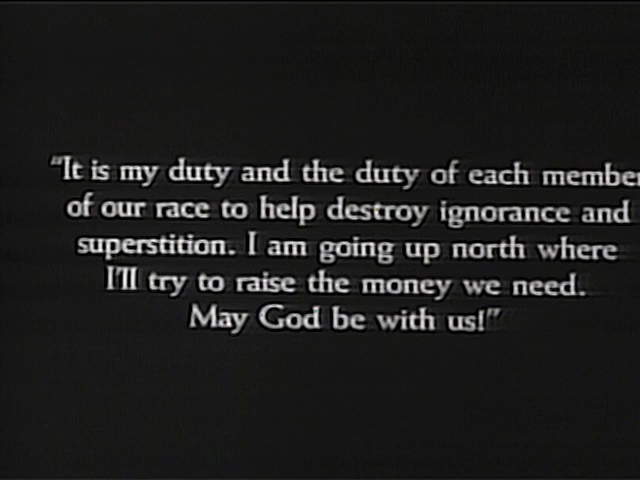 "It is my duty and the duty of each member
of our race to help destroy ignorance and
superstition. I am going up north where
I'll try to raise the money we need.
May God be with us!"